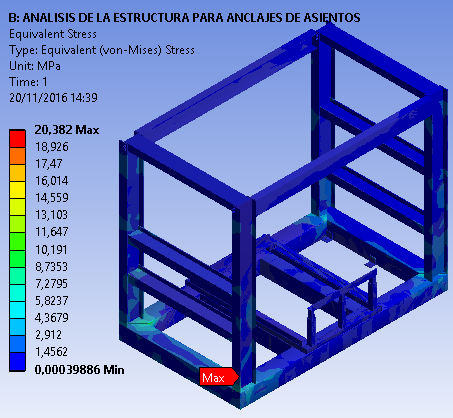 B: ANALISIS DE LA ESTRUCTURA PARA ANCLAJES DE ASIENTOS
Equivalent Stress
Type: Equivalent (von-Mises) Stress
Unit: MPa
Time: 1
20/11/2016 14:39
20,382 Max
18,926
17,47
16,014
14,559
13,103
11,647
10,191
8,7353
7,2795
5,8237
4,3679
2,912
1,4562
0,00039886 Min
Max